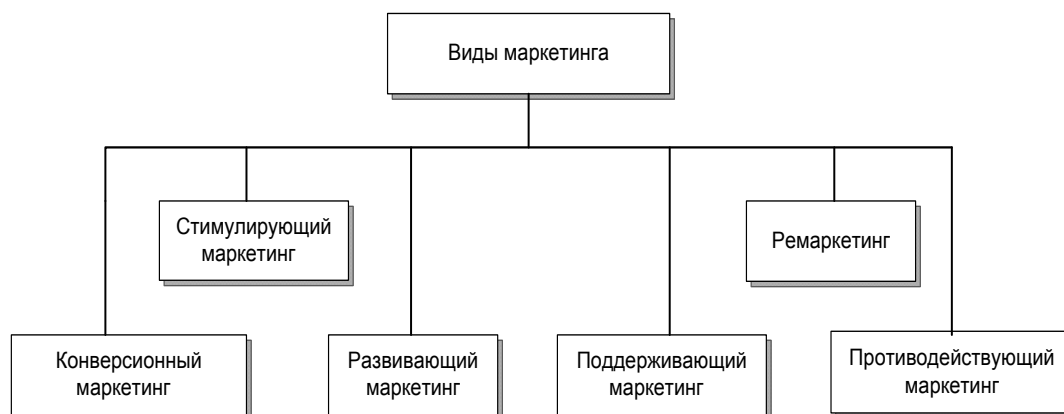 Виды маркетинга
Стимулирующий
маркетинг
Ремаркетинг
Конверсионный
маркетинг
Развивающий
маркетинг
Поддерживающий
маркетинг
Противодействующий
маркетинг